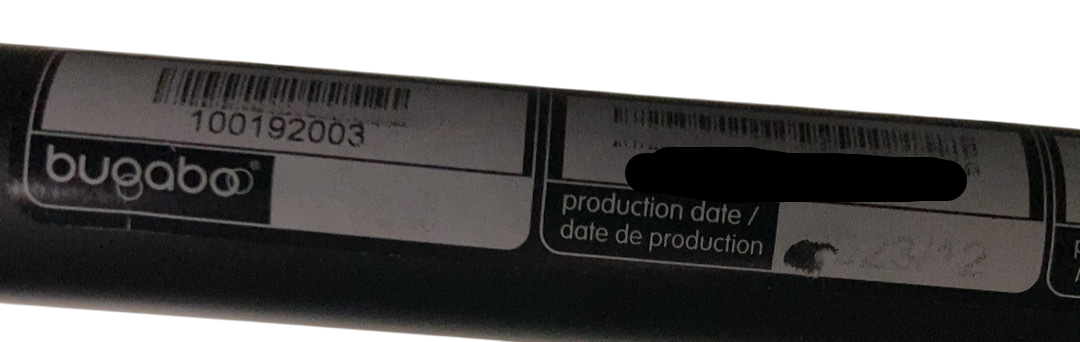 100192003
bugaboo
production date /
date de production